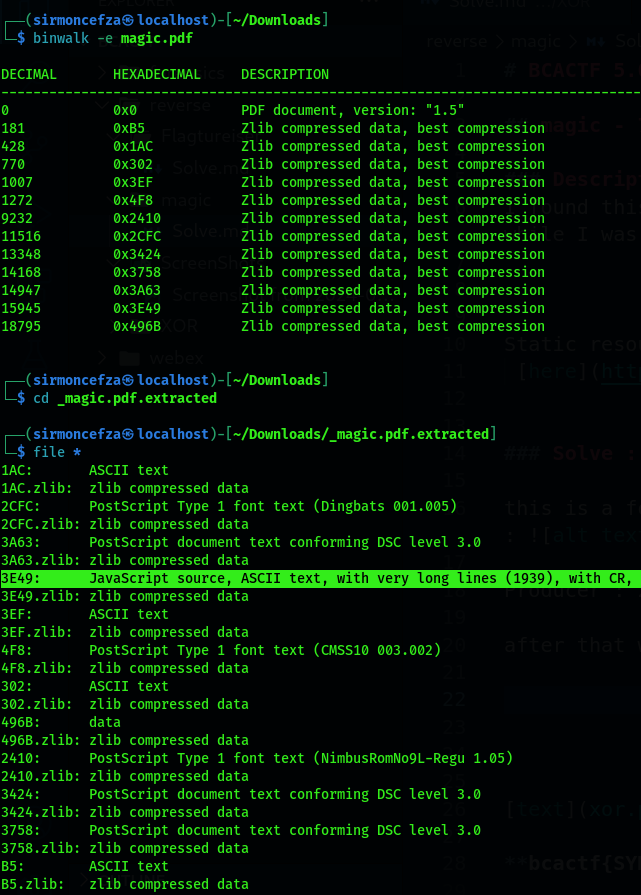 ┌──(sirmoncefza㉿localhost)-[~/Downloads]
└─$ binwalk -e magic.pdf
DECIMAL       HEXADECIMAL     DESCRIPTION
--------------------------------------------------------------------------------
0             0x0             PDF document, version: "1.5"
181           0xB5            Zlib compressed data, best compression
428           0x1AC           Zlib compressed data, best compression
770           0x302           Zlib compressed data, best compression
1007          0x3EF           Zlib compressed data, best compression
1272          0x4F8           Zlib compressed data, best compression
9232          0x2410          Zlib compressed data, best compression
11516         0x2CFC          Zlib compressed data, best compression
13348         0x3424          Zlib compressed data, best compression
14168         0x3758          Zlib compressed data, best compression
14947         0x3A63          Zlib compressed data, best compression
15945         0x3E49          Zlib compressed data, best compression
18795         0x496B          Zlib compressed data, best compression
┌──(sirmoncefza㉿localhost)-[~/Downloads]
└─$ cd _magic.pdf.extracted
┌──(sirmoncefza㉿localhost)-[~/Downloads/_magic.pdf.extracted]
└─$ file *
1AC:       ASCII text
1AC.zlib:  zlib compressed data
2CFC:      PostScript Type 1 font text (Dingbats 001.005)
2CFC.zlib: zlib compressed data
3A63:      PostScript document text conforming DSC level 3.0
3A63.zlib: zlib compressed data
3E49:      JavaScript source, ASCII text, with very long lines (1939), with CR,
3E49.zlib: zlib compressed data
3EF:       ASCII text
3EF.zlib:  zlib compressed data
4F8:       PostScript Type 1 font text (CMSS10 003.002)
4F8.zlib:  zlib compressed data
302:       ASCII text
302.zlib:  zlib compressed data
496B:      data
496B.zlib: zlib compressed data
2410:      PostScript Type 1 font text (NimbusRomNo9L-Regu 1.05)
2410.zlib: zlib compressed data
3424:      PostScript document text conforming DSC level 3.0
3424.zlib: zlib compressed data
3758:      PostScript document text conforming DSC level 3.0
3758.zlib: zlib compressed data
B5:        ASCII text
B5.zlib:   zlib compressed data